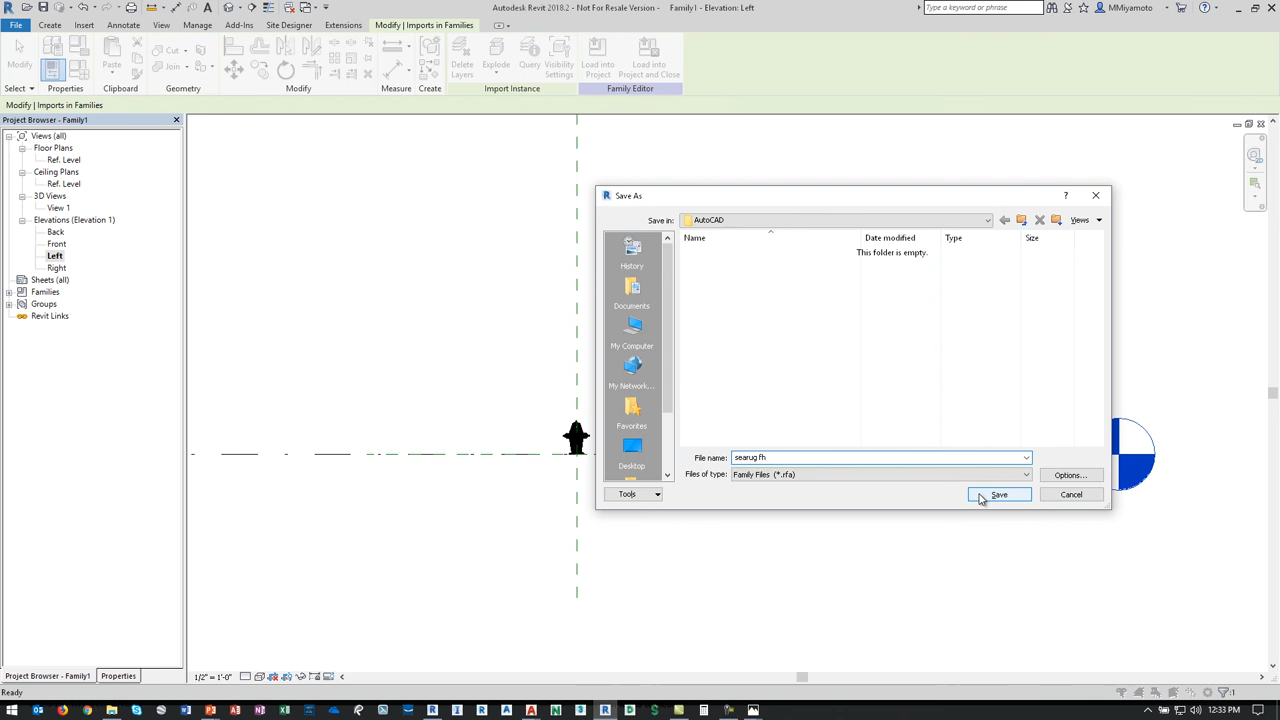 Autodesk Revit 2018.2 - Not For Resale Version - Family1 - Elevation: Left
Type a keyword or phrase
MMiyamoto
File Create Insert Annotate View Manage Add-Ins Site Designer Extensions Modify | Imports in Families
Modify
Paste
Cut
Join
Delete Layers
Explode
Query
Visibility Settings
Load into Project
Load into Project and Close
Select Properties Clipboard Geometry Modify Measure Create Import Instance Family Editor
Modify | Imports in Families
Project Browser - Family1
Views (all)
Floor Plans
Ref. Level
Ceiling Plans
Ref. Level
3D Views
View 1
Elevations (Elevation 1)
Back
Front
Left
Right
Sheets (all)
Families
Groups
Revit Links
Save As
Save in: AutoCAD
Views
Name Date modified Type Size
This folder is empty.
History
Documents
My Computer
My Network...
Favorites
Desktop
File name: searug fh
Files of type: Family Files (*.rfa)
Options...
Tools
Save
Cancel
Project Browser - Family1 Properties
1/2" = 1'-0"
Ready
:1
12:33 PM